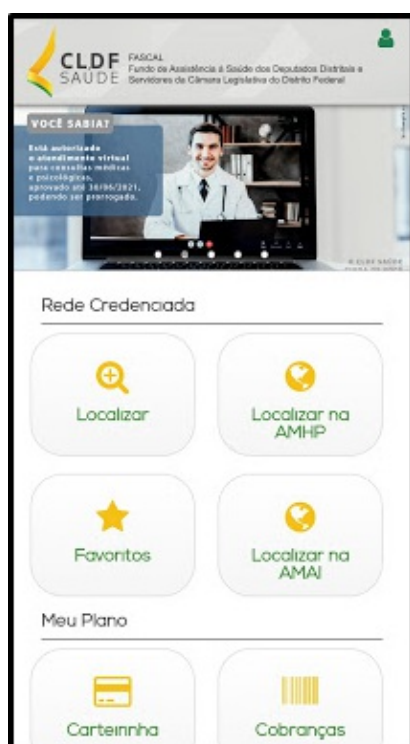 CLDF
SAÚDE
FASCAL
Fundo de Assistência à Saúde dos Deputados Distritais e
Servidores da Câmara Legislativa do Distrito Federal
VOCÊ SABIA?
Está autorizado
o atendimento virtual
para consultas médicas
e psicológicas,
aprovado até 30/06/2021,
podendo ser prorrogada.
Rede Credenciada
Localizar
Localizar na
AMHP
Favoritos
Localizar na
AMAI
Meu Plano
Carteirinha
Cobranças